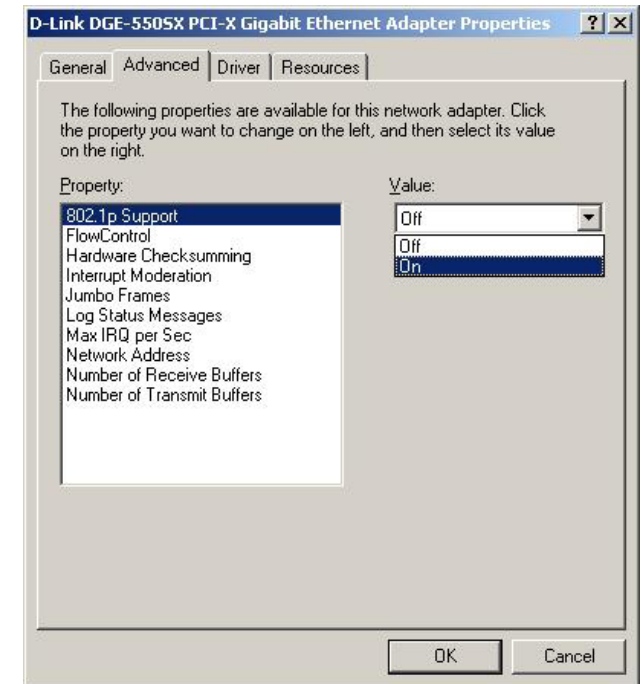 D-Link DGE-550SX PCI-X Gigabit Ethernet Adapter Properties ? X
General Advanced Driver Resources
The following properties are available for this network adapter. Click
the property you want to change on the left, and then select its value
on the right.
Property:
802.1p Support
FlowControl
Hardware Checksumming
Interrupt Moderation
Jumbo Frames
Log Status Messages
Max IRQ per Sec
Network Address
Number of Receive Buffers
Number of Transmit Buffers
Value:
Off
Off
On
OK Cancel